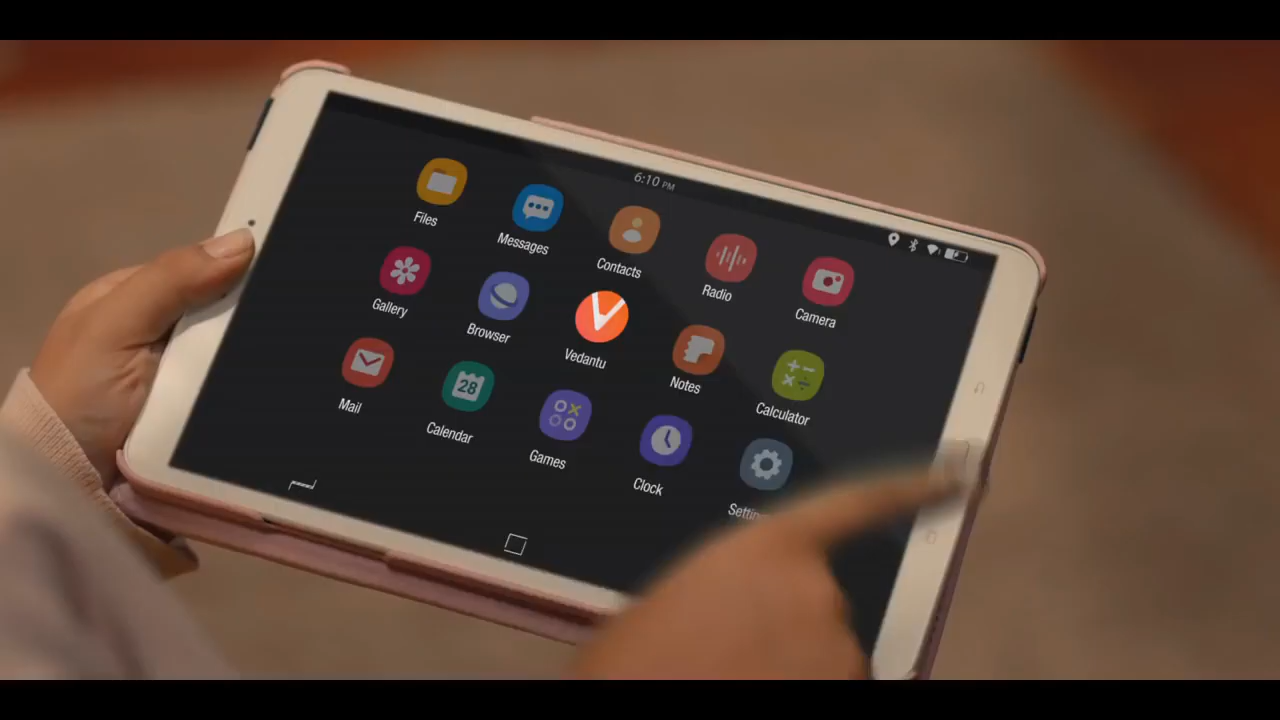 6:10 PM
Files
Messages
Contacts
Radio
Camera
Gallery
Browser
Vedantu
Notes
Calculator
Mail
28
Calendar
Games
Clock